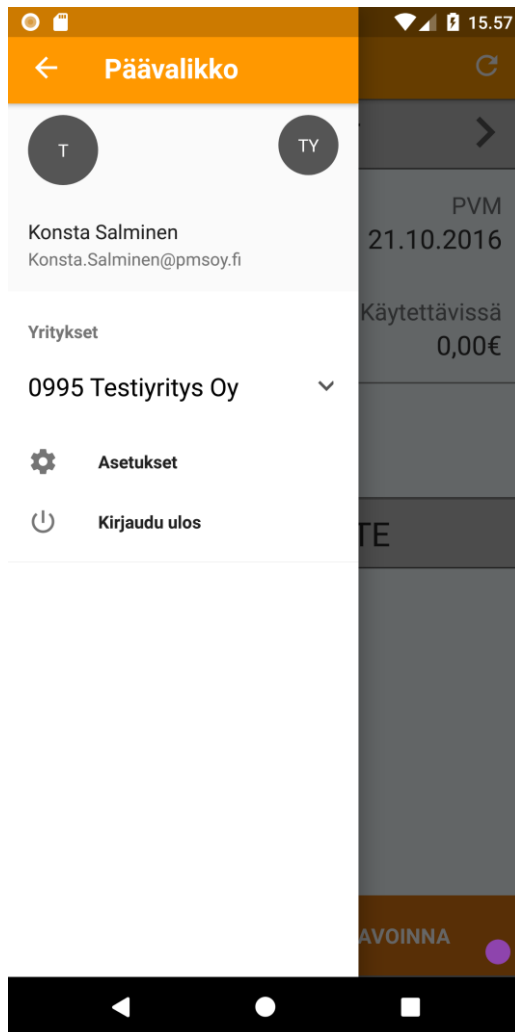 15.57
Päävalikko
T
TY
Konsta Salminen
Konsta.Salminen@pmsoy.fi
PVM
21.10.2016
Käytettävissä
0,00€
Yritykset
0995 Testiyritys Oy
Asetukset
Kirjaudu ulos
TE
AVOINNA